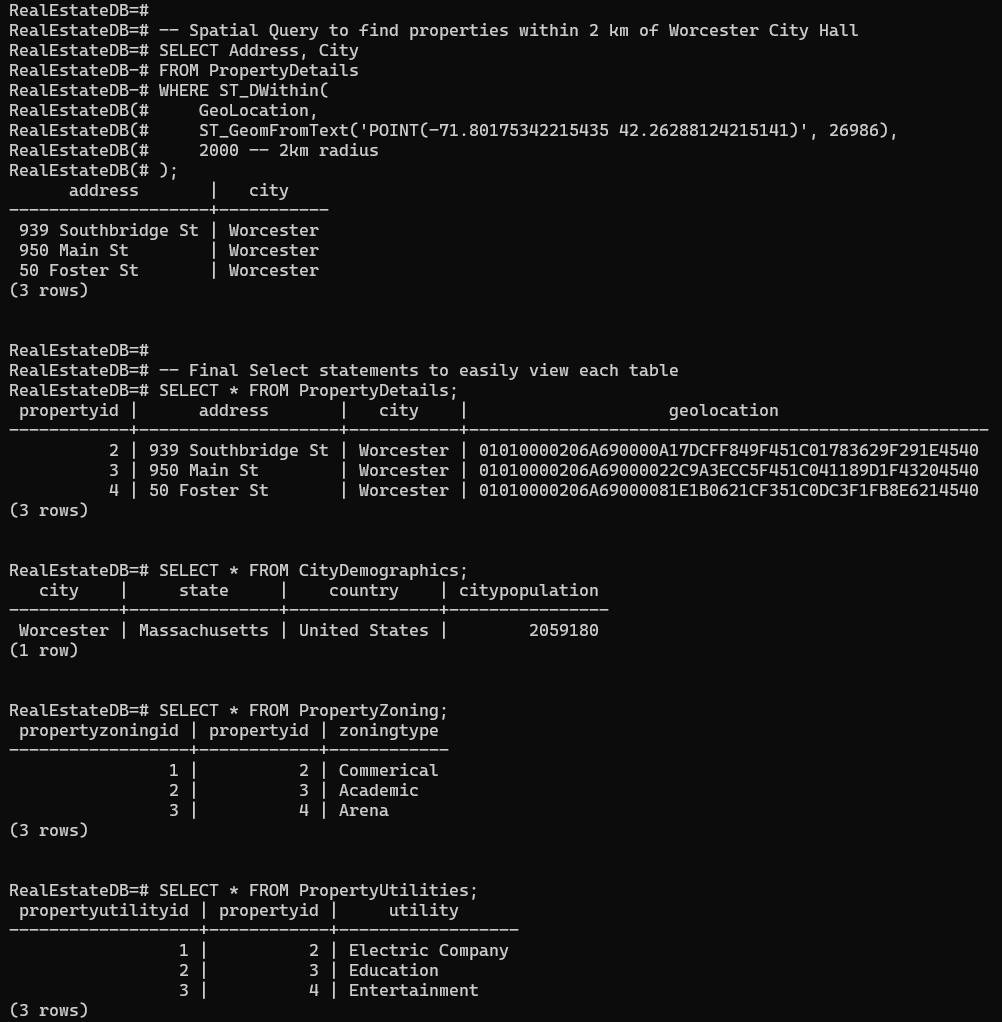 RealEstateDB=#
RealEstateDB=# -- Spatial Query to find properties within 2 km of Worcester City Hall
RealEstateDB=# SELECT Address, City
RealEstateDB-# FROM PropertyDetails
RealEstateDB-# WHERE ST_DWithin(
RealEstateDB(#     GeoLocation,
RealEstateDB(#     ST_GeomFromText('POINT(-71.80175342215435 42.26288124215141)', 26986),
RealEstateDB(#     2000 -- 2km radius
RealEstateDB(# );
      address       |   city
--------------------+-----------
 939 Southbridge St | Worcester
 950 Main St        | Worcester
 50 Foster St       | Worcester
(3 rows)
RealEstateDB=#
RealEstateDB=# -- Final Select statements to easily view each table
RealEstateDB=# SELECT * FROM PropertyDetails;
 propertyid |      address       |   city    |                    geolocation
------------+--------------------+-----------+----------------------------------------------------
          2 | 939 Southbridge St | Worcester | 01010000206A690000A17DCFF849F451C01783629F291E4540
          3 | 950 Main St        | Worcester | 01010000206A69000022C9A3ECC5F451C041189D1F43204540
          4 | 50 Foster St       | Worcester | 01010000206A69000081E1B0621CF351C0DC3F1FB8E6214540
(3 rows)
RealEstateDB=# SELECT * FROM CityDemographics;
   city    |     state     |    country    | citypopulation
-----------+---------------+---------------+----------------
 Worcester | Massachusetts | United States |        2059180
(1 row)
RealEstateDB=# SELECT * FROM PropertyZoning;
 propertyzoningid | propertyid | zoningtype
------------------+------------+------------
                1 |          2 | Commerical
                2 |          3 | Academic
                3 |          4 | Arena
(3 rows)
RealEstateDB=# SELECT * FROM PropertyUtilities;
 propertyutilityid | propertyid |     utility
-------------------+------------+------------------
                 1 |          2 | Electric Company
                 2 |          3 | Education
                 3 |          4 | Entertainment
(3 rows)